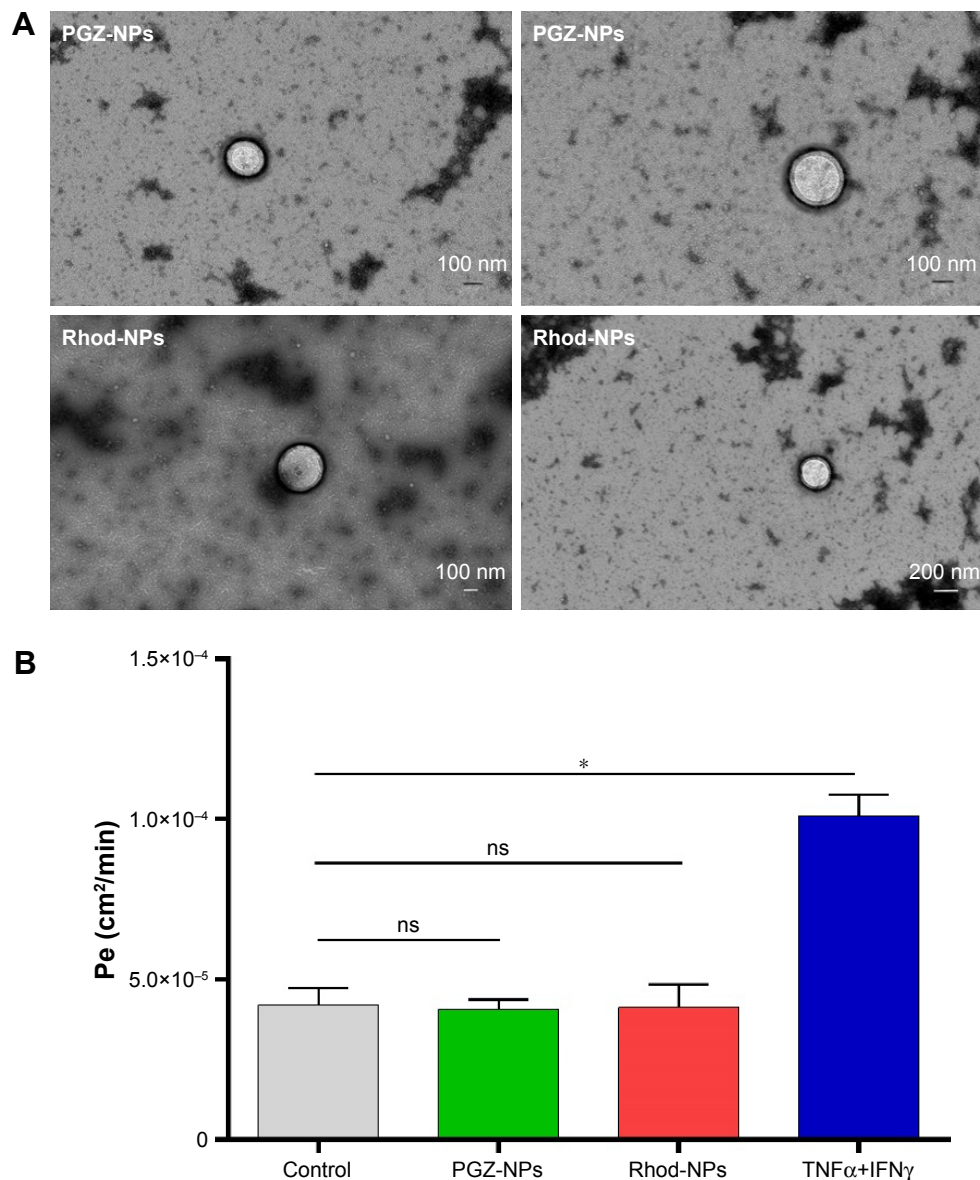 A
PGZ-NPs
100 nm
PGZ-NPs
100 nm
Rhod-NPs
100 nm
Rhod-NPs
200 nm
B
Pe (cm²/min)
1.5×10⁻⁴
1.0×10⁻⁴
5.0×10⁻⁵
0
*
ns
ns
Control
PGZ-NPs
Rhod-NPs
TNFα+IFNγ